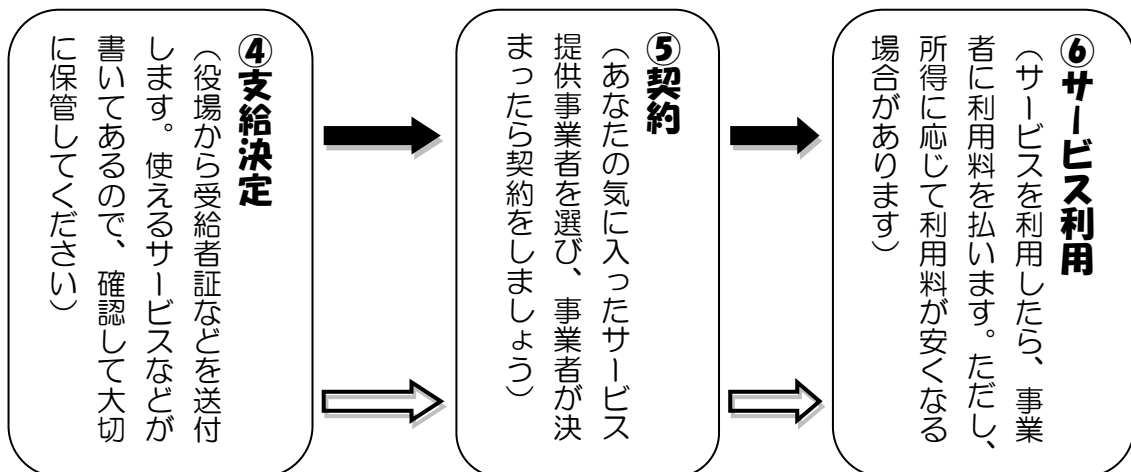 ④支給決定
（役場から受給者証などを送付
します。使えるサービスなどが
書いてあるので、確認して大切
に保管してください）
⑤契約
（あなたの気に入ったサービス
提供事業者を選び、事業者が決
まったら契約をしましょう）
⑥サービス利用
（サービスを利用したら、事業
者に利用料を払います。ただし、
所得に応じて利用料が安くなる
場合があります）